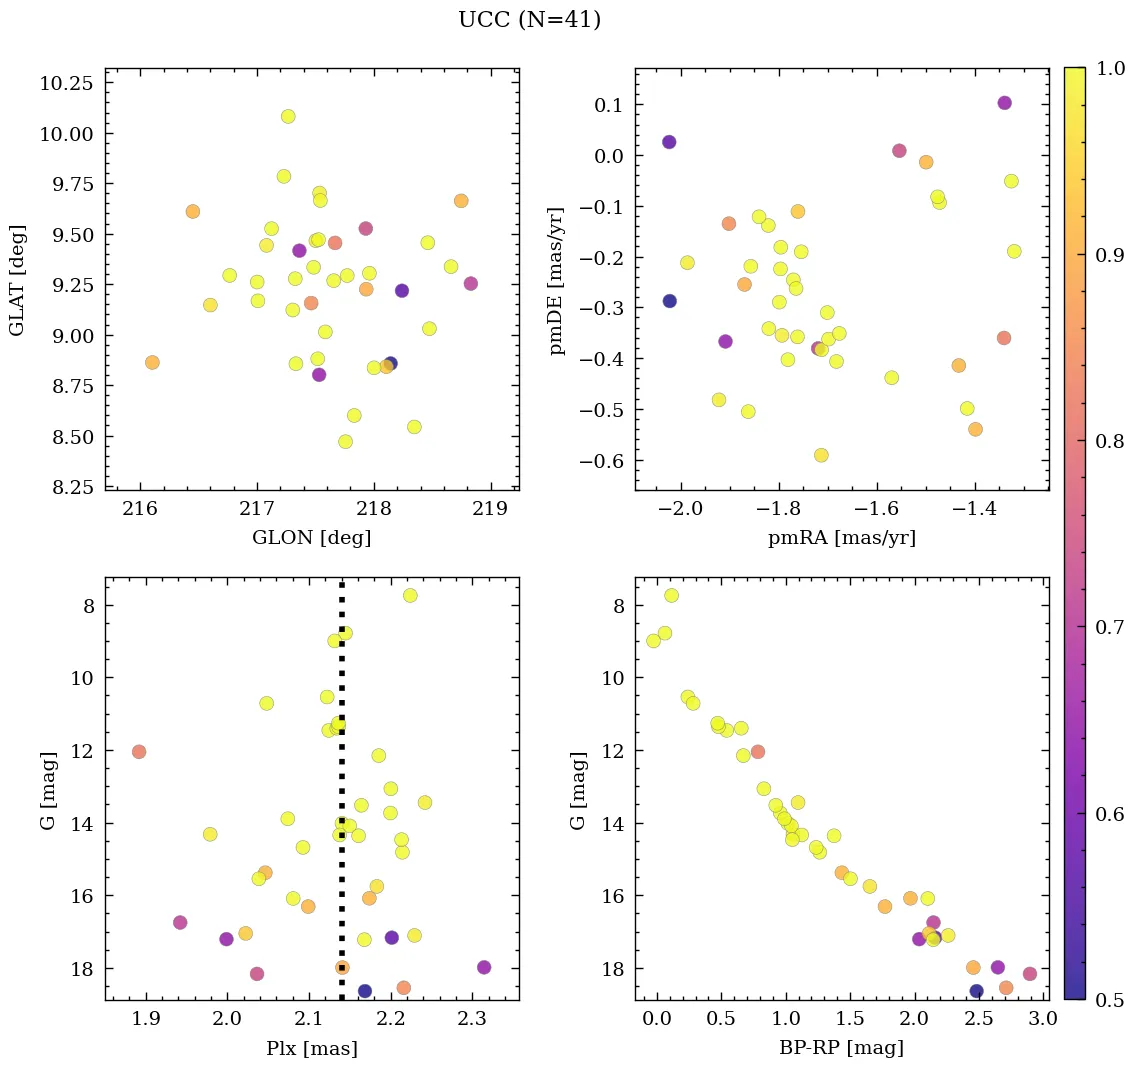 UCC (N=41)
10.25
10.00
9.75
9.50
9.25
9.00
8.75
8.50
8.25
GLAT [deg]
216 217 218 219
GLON [deg]
0.1
0.0
−0.1
−0.2
−0.3
−0.4
−0.5
−0.6
pmDE [mas/yr]
−2.0 −1.8 −1.6 −1.4
pmRA [mas/yr]
8
10
12
14
16
18
G [mag]
1.9 2.0 2.1 2.2 2.3
Plx [mas]
8
10
12
14
16
18
G [mag]
0.0 0.5 1.0 1.5 2.0 2.5 3.0
BP-RP [mag]
1.0
0.9
0.8
0.7
0.6
0.5